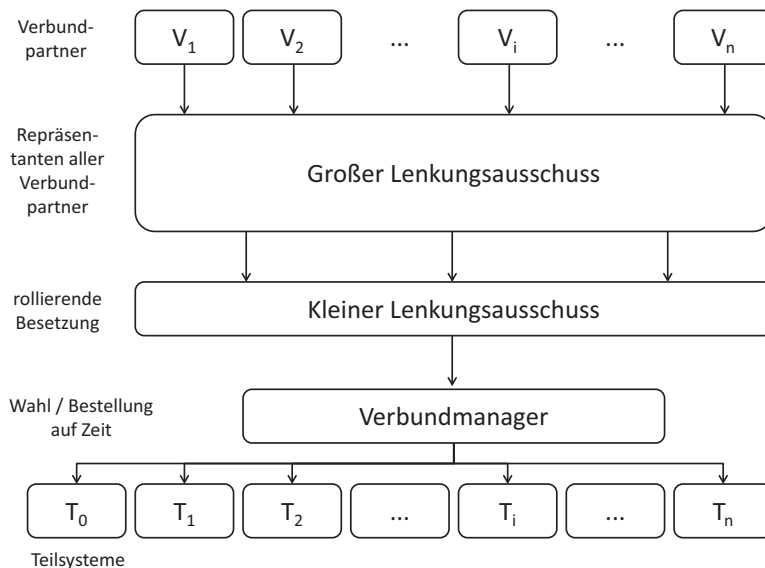 Verbund-
partner
V1 V2 ... Vi ... Vn
Repräsen-
tanten aller
Verbund-
partner
Großer Lenkungsausschuss
rollierende
Besetzung
Kleiner Lenkungsausschuss
Wahl / Bestellung
auf Zeit
Verbundmanager
T0 T1 T2 ... Ti ... Tn
Teilsysteme